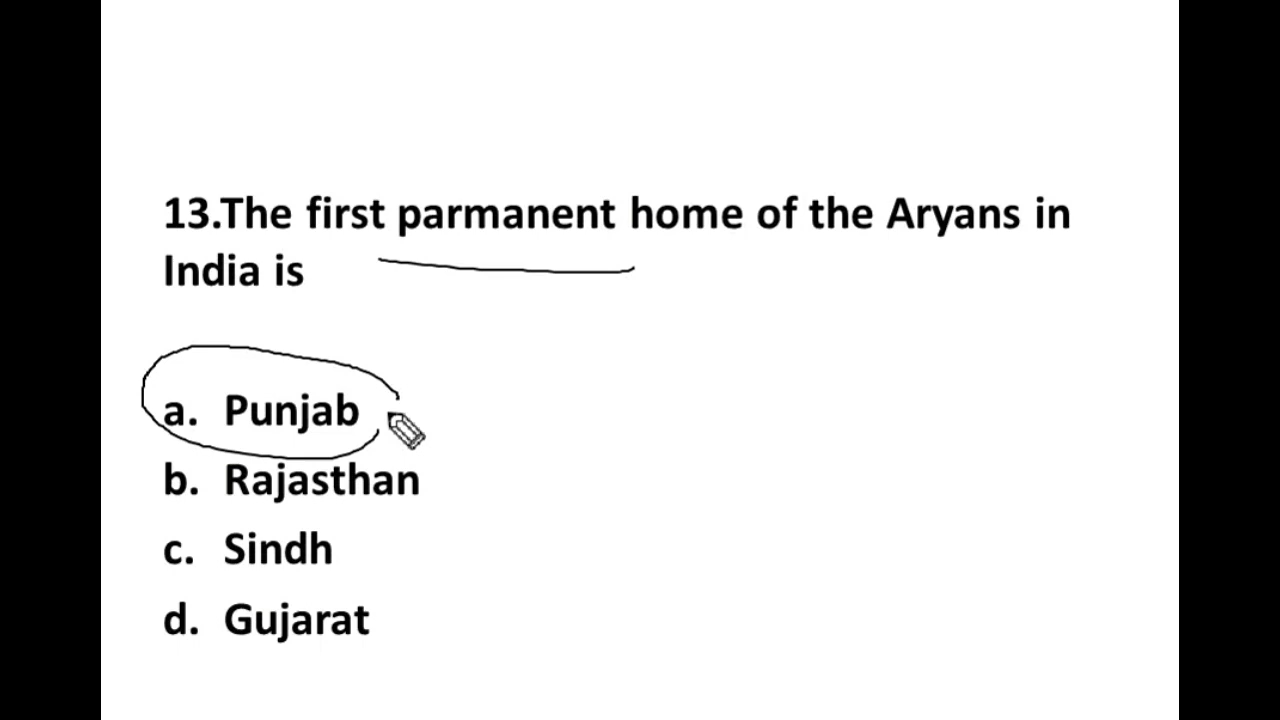 13.The first parmanent home of the Aryans in
India is
a. Punjab
b. Rajasthan
c. Sindh
d. Gujarat